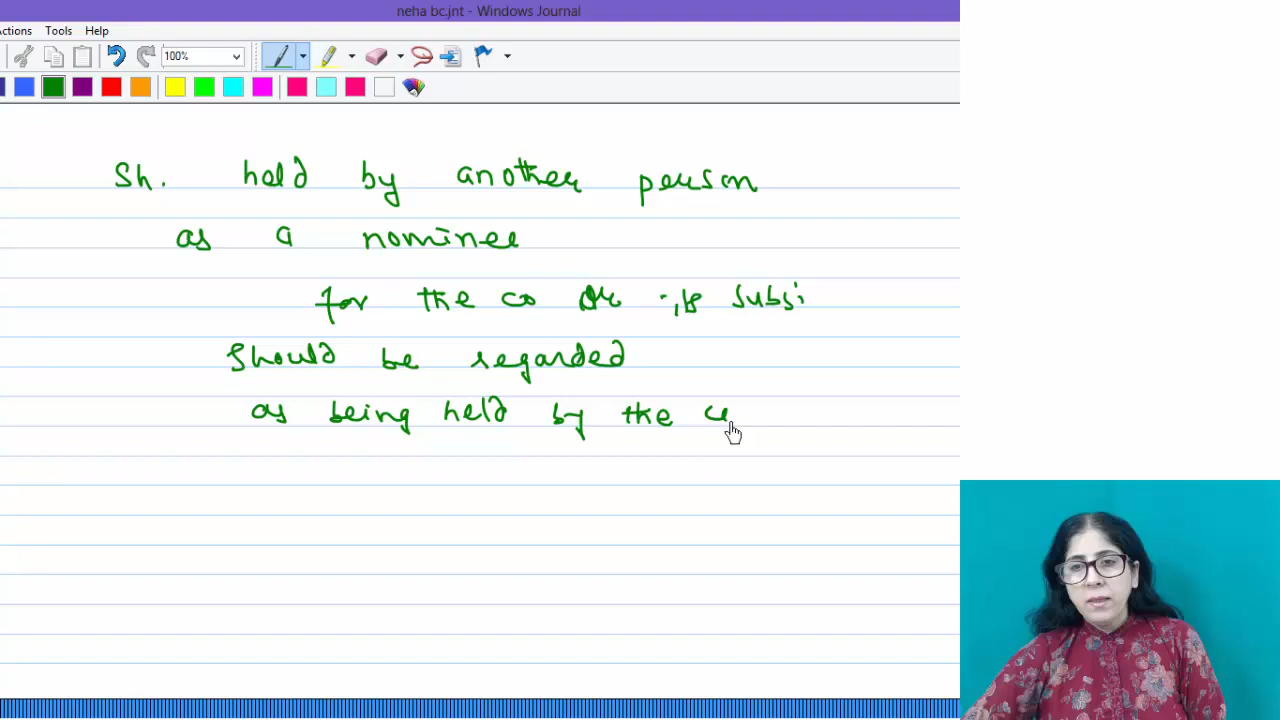 neha bc.jnt - Windows Journal
Actions Tools Help
100%
Sh. held by another person
as a nominee
for the co or its subsi
should be regarded
as being held by the co